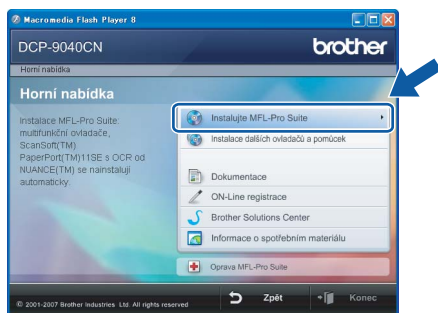 Macromedia Flash Player 8
DCP-9040CN
brother
Horní nabídka
Horní nabídka
Instalace MFL-Pro Suite:
multifunkční ovladače,
ScanSoft(TM)
PaperPort(TM)11SE s OCR od
NUANCE(TM) se nainstalují
automaticky.
Instalujte MFL-Pro Suite
Instalace dalších ovladačů a pomůcek
Dokumentace
ON-Line registrace
Brother Solutions Center
Informace o spotřebním materiálu
Oprava MFL-Pro Suite
© 2001-2007 Brother Industries Ltd. All rights reserved
Zpět
Konec